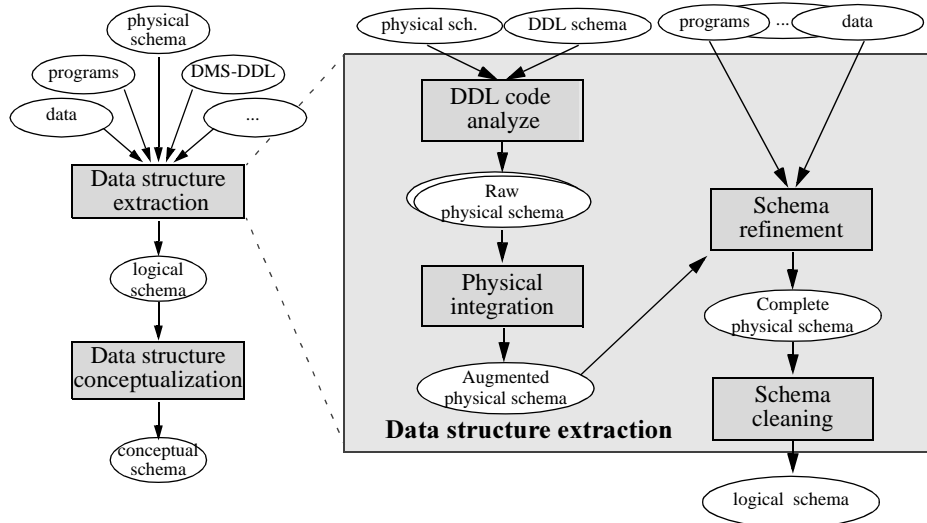 physical
schema
programs
DMS-DDL
data
...
Data structure
extraction
logical
schema
Data structure
conceptualization
conceptual
schema
physical sch.
DDL schema
programs
...
data
DDL code
analyze
Raw
physical schema
Physical
integration
Augmented
physical schema
Schema
refinement
Complete
physical schema
Schema
cleaning
Data structure extraction
logical schema